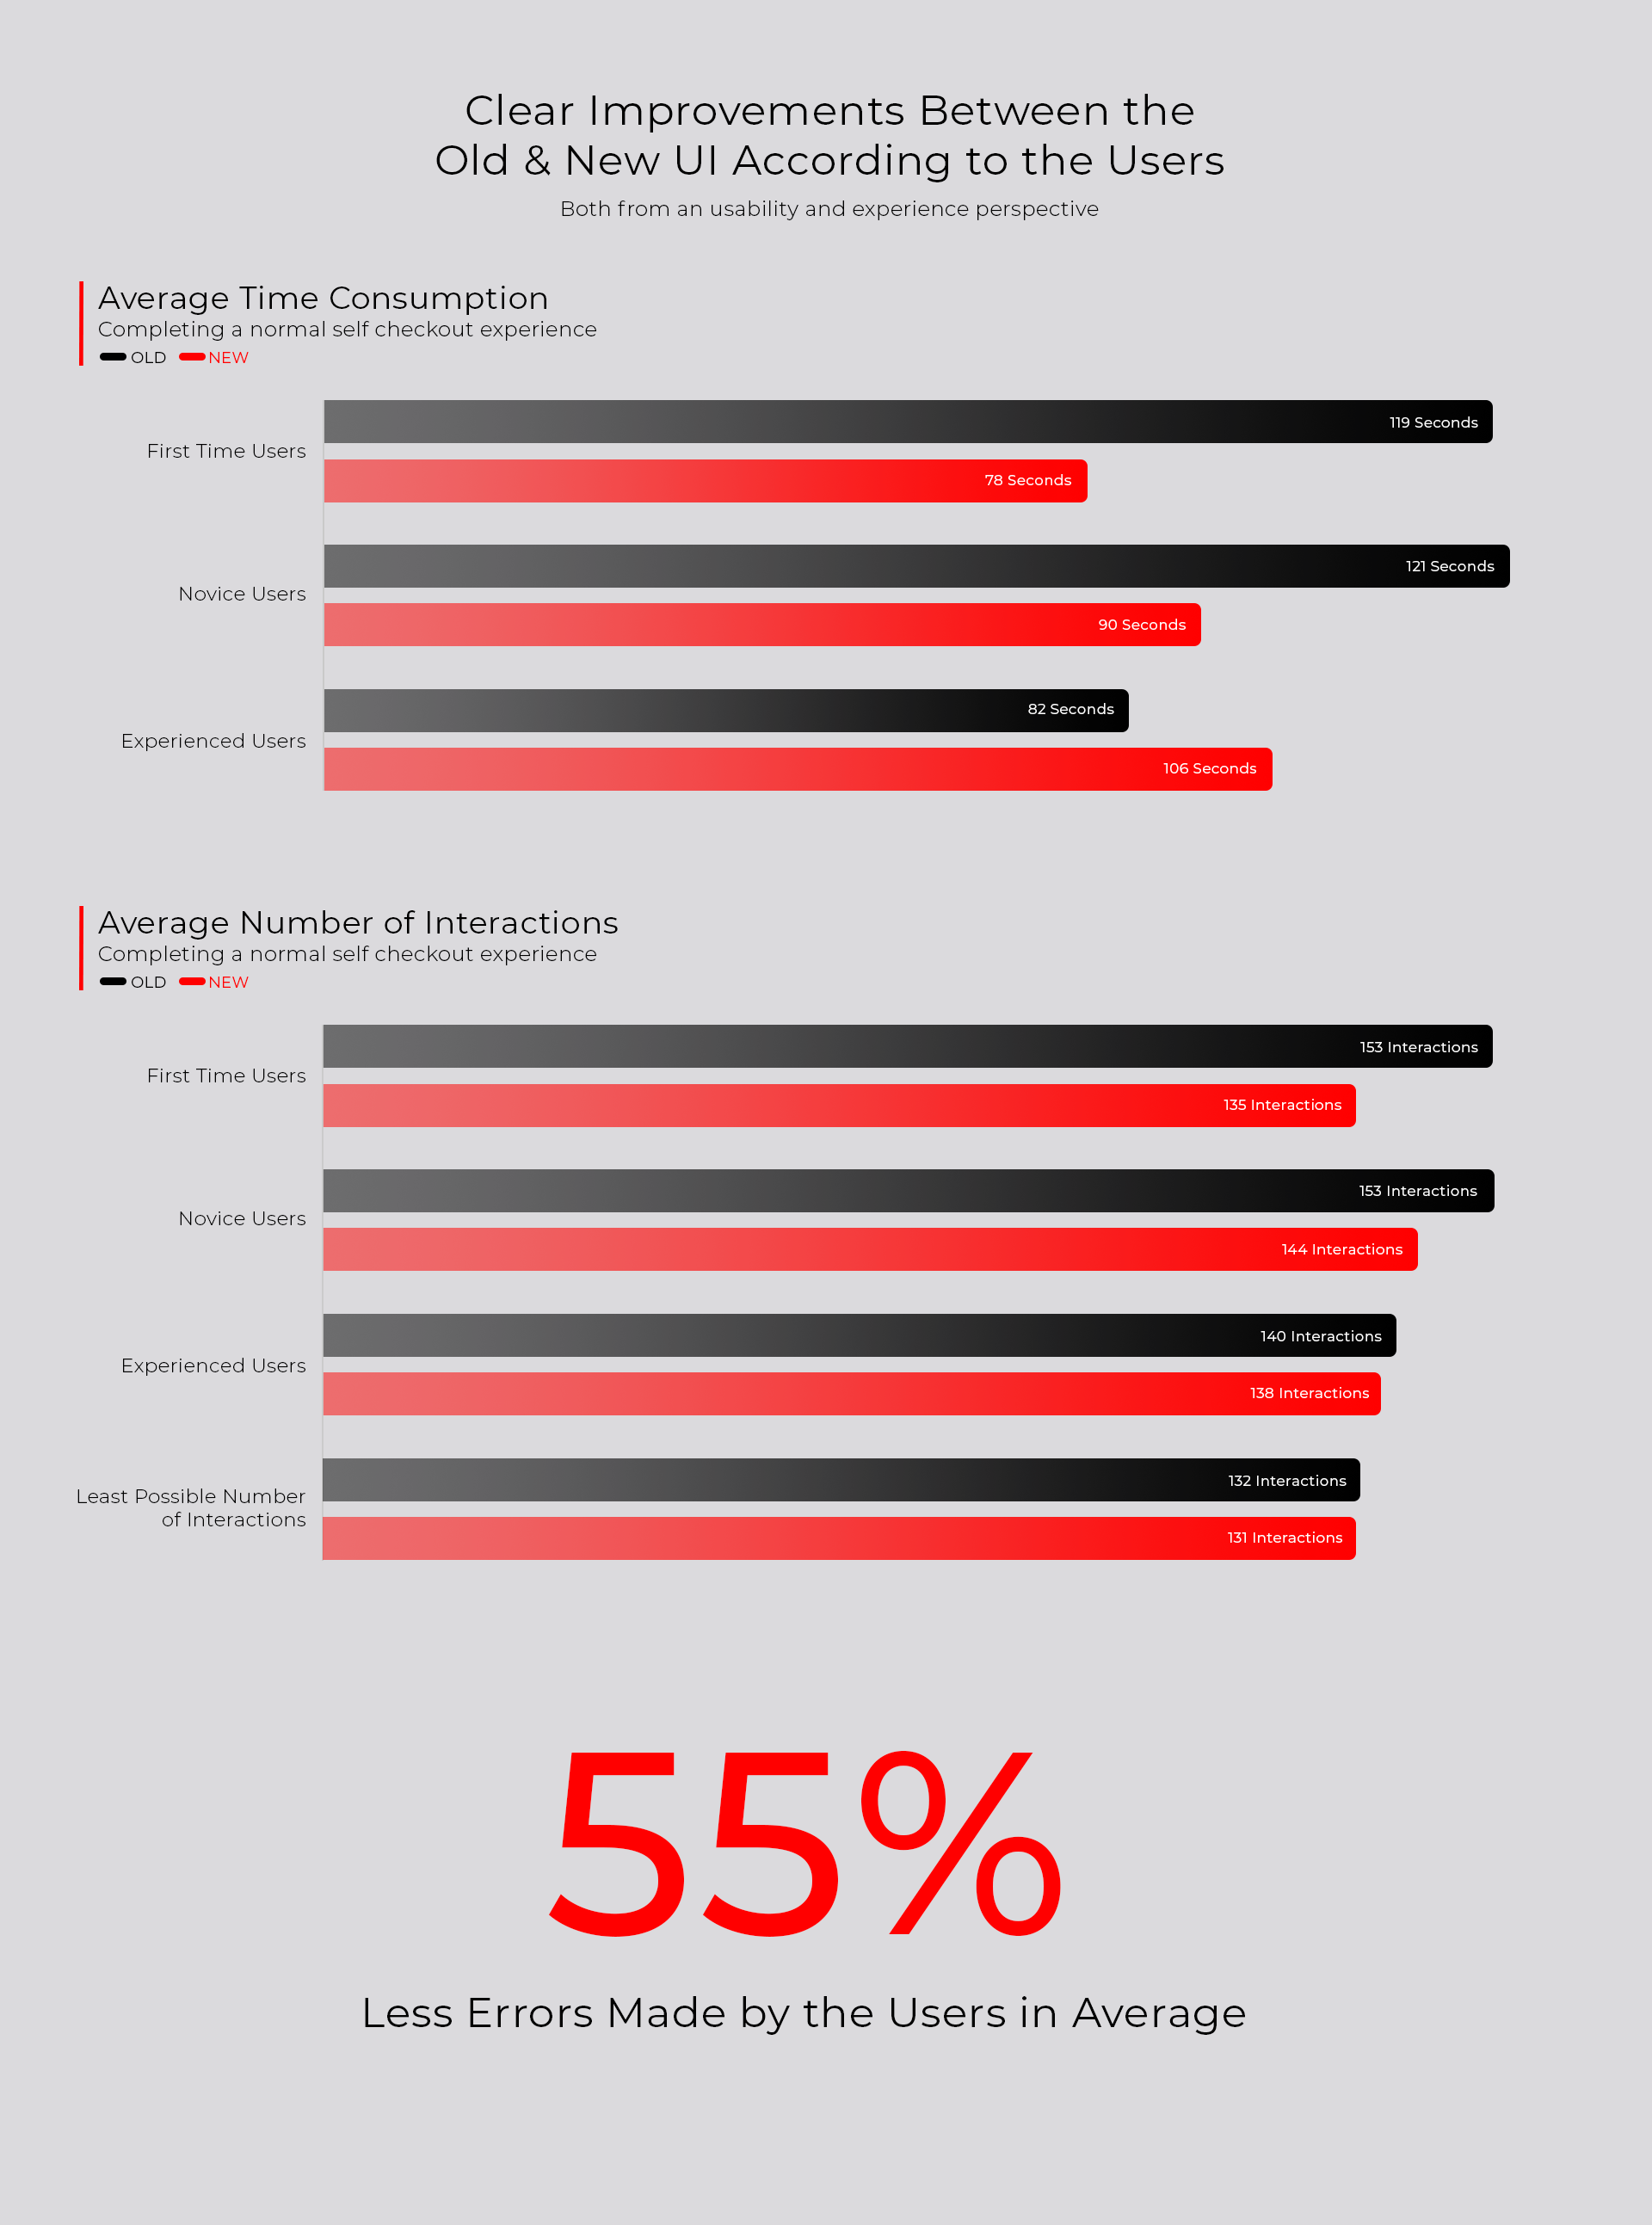 Clear Improvements Between the
Old & New UI According to the Users
Both from an usability and experience perspective
Average Time Consumption
Completing a normal self checkout experience
OLD NEW
First Time Users
119 Seconds
78 Seconds
Novice Users
121 Seconds
90 Seconds
Experienced Users
82 Seconds
106 Seconds
Average Number of Interactions
Completing a normal self checkout experience
OLD NEW
First Time Users
153 Interactions
135 Interactions
Novice Users
153 Interactions
144 Interactions
Experienced Users
140 Interactions
138 Interactions
Least Possible Number
of Interactions
132 Interactions
131 Interactions
55%
Less Errors Made by the Users in Average